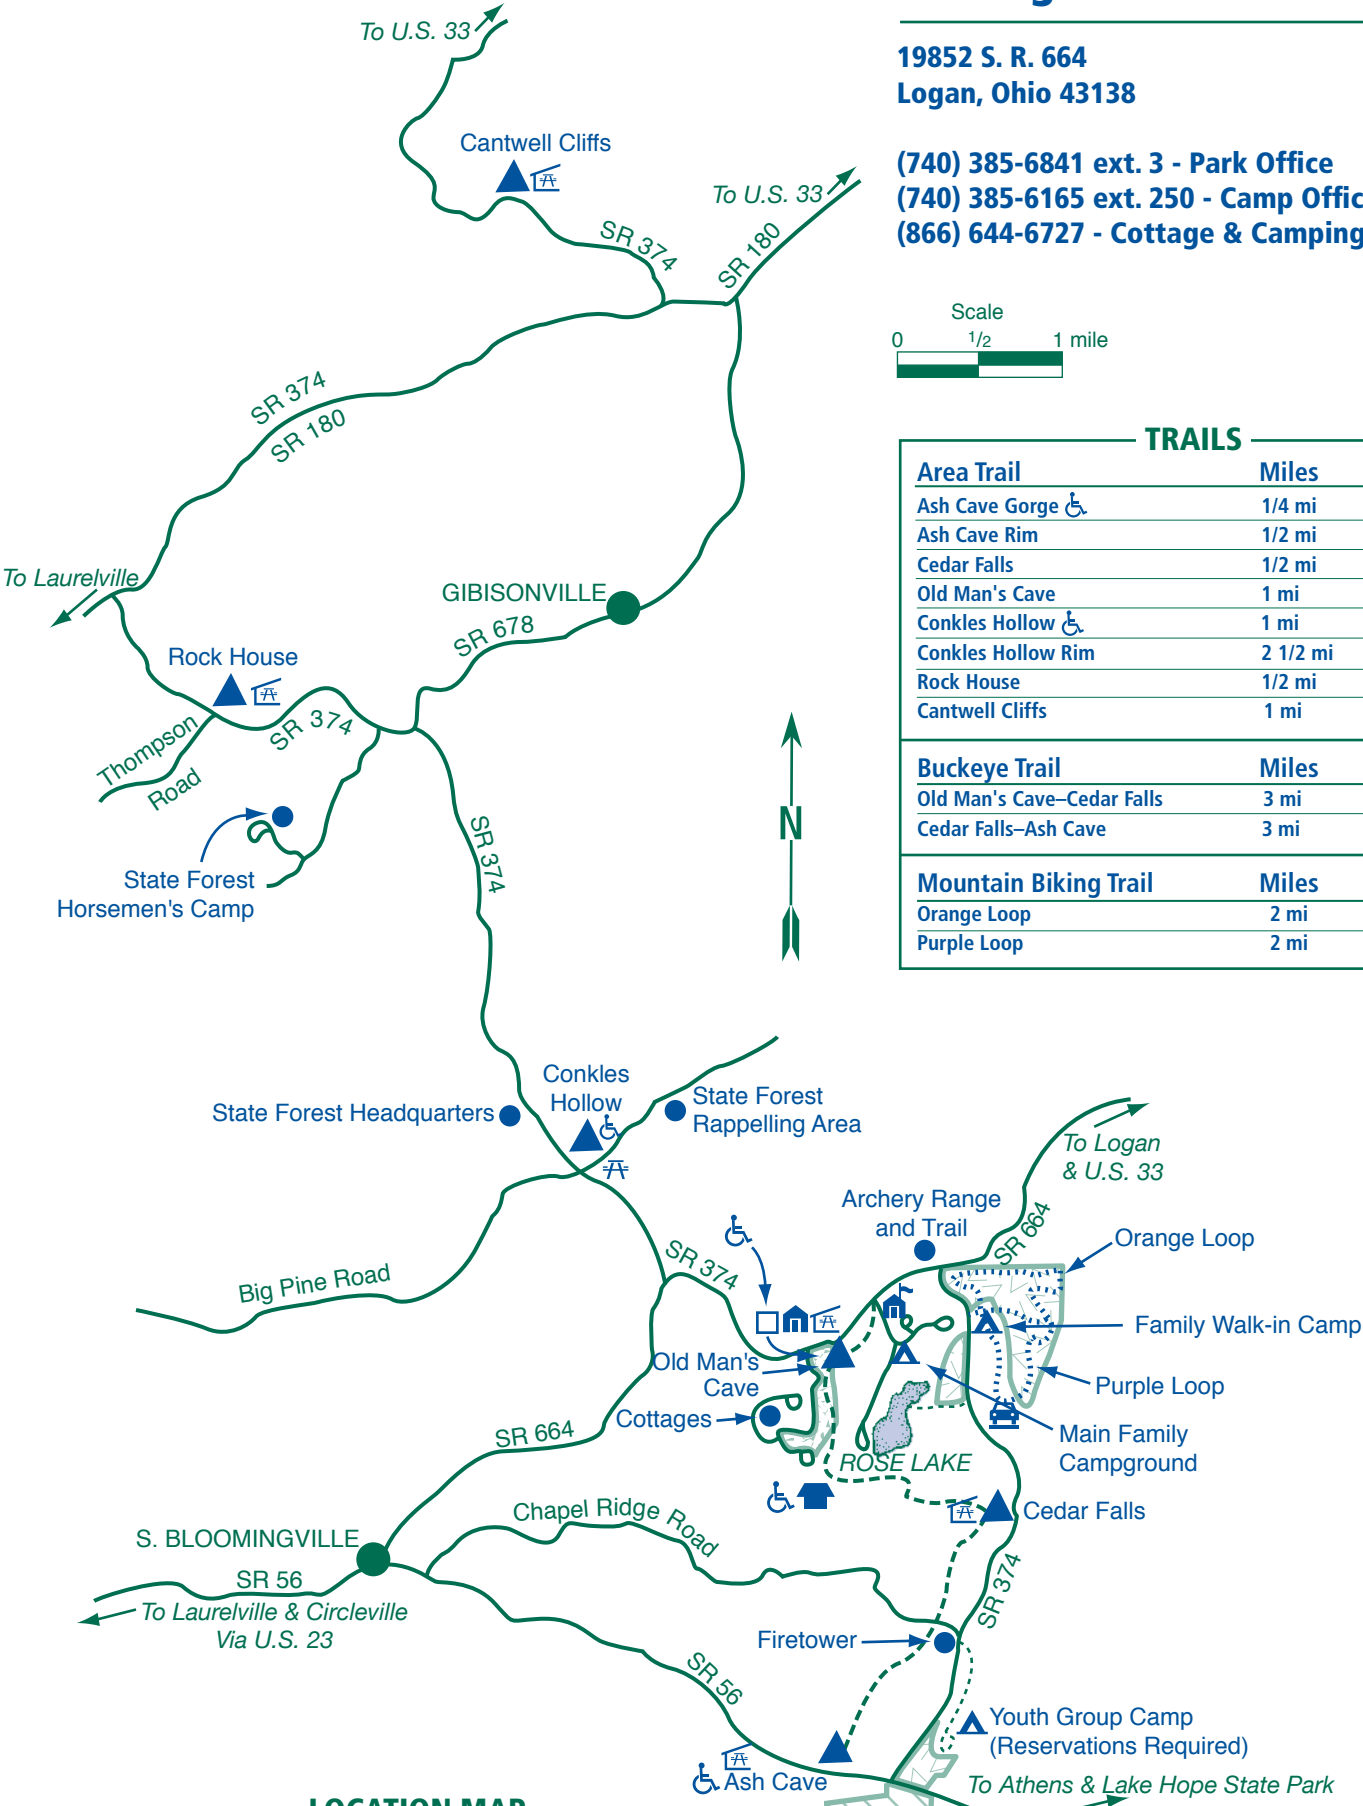 19852 S. R. 664
Logan, Ohio 43138
(740) 385-6841 ext. 3 - Park Office
(740) 385-6165 ext. 250 - Camp Offic
(866) 644-6727 - Cottage & Camping
Scale
0 1/2 1 mile
TRAILS
Area Trail Miles
Ash Cave Gorge 1/4 mi
Ash Cave Rim 1/2 mi
Cedar Falls 1/2 mi
Old Man's Cave 1 mi
Conkles Hollow 1 mi
Conkles Hollow Rim 2 1/2 mi
Rock House 1/2 mi
Cantwell Cliffs 1 mi
Buckeye Trail Miles
Old Man's Cave–Cedar Falls 3 mi
Cedar Falls–Ash Cave 3 mi
Mountain Biking Trail Miles
Orange Loop 2 mi
Purple Loop 2 mi
To U.S. 33
Cantwell Cliffs
To U.S. 33
SR 374
SR 180
SR 374
SR 180
To Laurelville
GIBISONVILLE
SR 678
Rock House
SR 374
Thompson
Road
State Forest
Horsemen's Camp
SR 374
N
Conkles
Hollow
State Forest Headquarters
State Forest
Rappelling Area
To Logan
& U.S. 33
Archery Range
and Trail
SR 664
Orange Loop
Big Pine Road
SR 374
Family Walk-in Camp
Old Man's
Cave
Purple Loop
Cottages
Main Family
Campground
SR 664
ROSE LAKE
Chapel Ridge Road
Cedar Falls
S. BLOOMINGVILLE
SR 56
To Laurelville & Circleville
Via U.S. 23
SR 374
Firetower
SR 56
Youth Group Camp
(Reservations Required)
Ash Cave
To Athens & Lake Hope State Park
LOCATION MAP